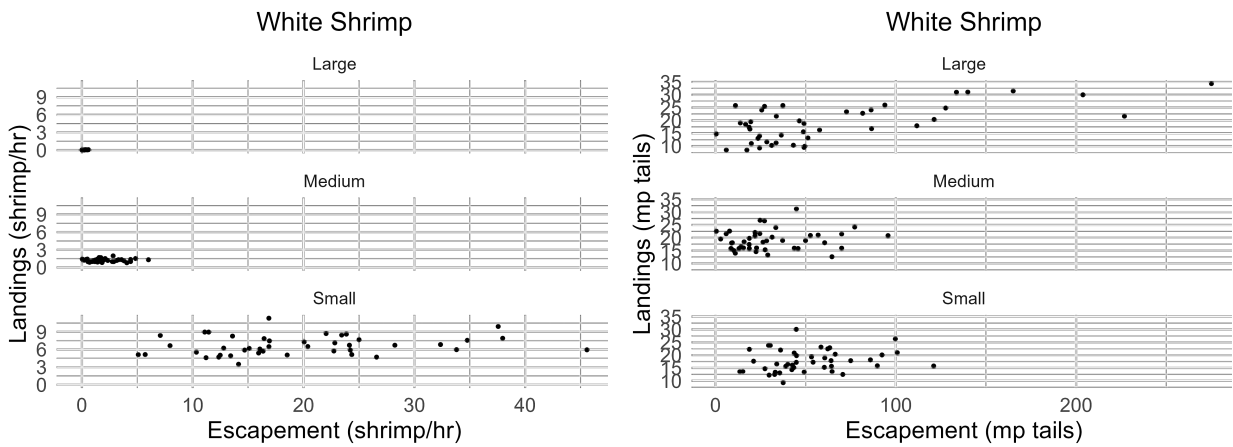 White Shrimp
Large
9
6
3
0
Medium
9
6
3
0
Small
9
6
3
0
0 10 20 30 40
Landings (shrimp/hr)
Escapement (shrimp/hr)
White Shrimp
Large
35
30
25
20
15
10
Medium
35
30
25
20
15
10
Small
35
30
25
20
15
10
0 100 200
Landings (mp tails)
Escapement (mp tails)